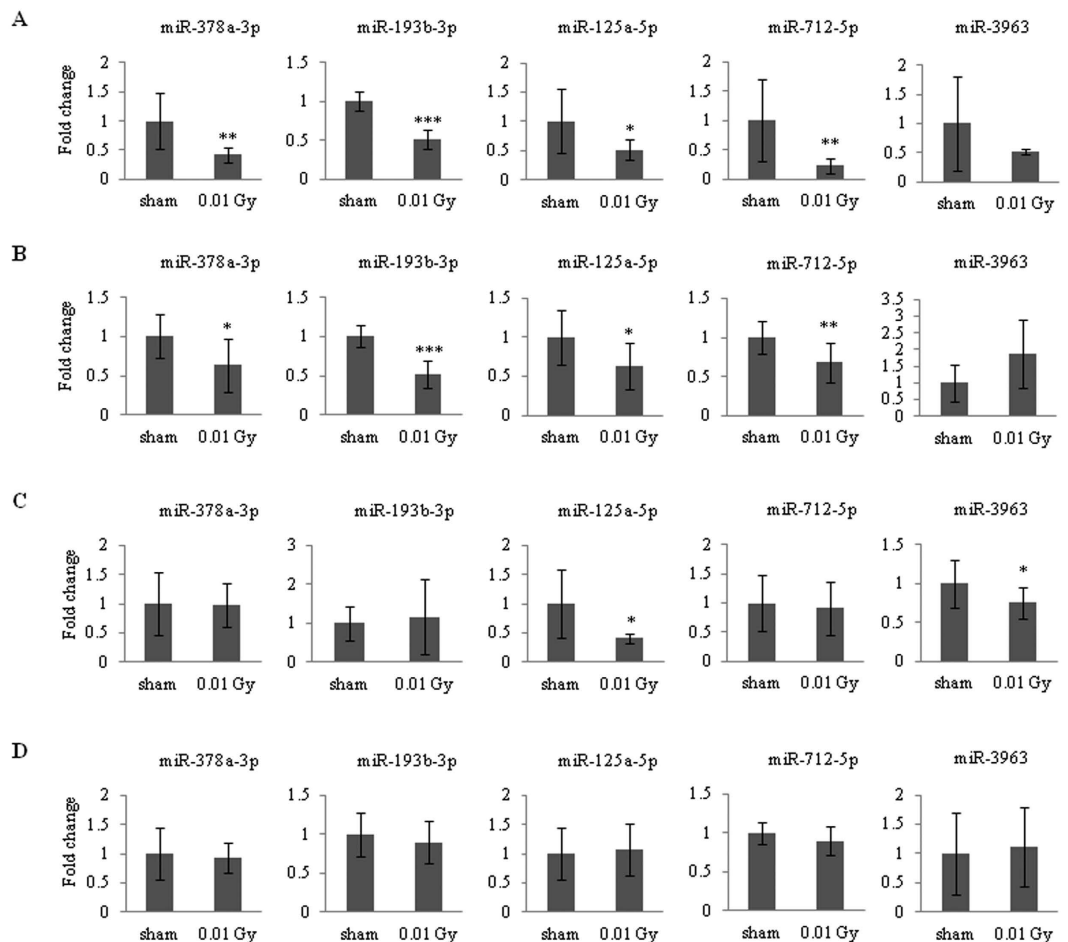 A
miR-378a-3p miR-193b-3p miR-125a-5p miR-712-5p miR-3963
Fold change
2 1.5 2 2 2
1.5 1 1.5 1.5 1.5
1 0.5 1 1 1
0.5 0 0.5 0.5 0.5
0 0 0 0
** *** * **
sham 0.01 Gy sham 0.01 Gy sham 0.01 Gy sham 0.01 Gy sham 0.01 Gy
B
miR-378a-3p miR-193b-3p miR-125a-5p miR-712-5p miR-3963
Fold change
1.5 1.5 1.5 1.5 3.5
1 1 1 1 3
0.5 0.5 0.5 0.5 2.5
0 0 0 0 2
1.5
1
0.5
0
* *** * **
sham 0.01 Gy sham 0.01 Gy sham 0.01 Gy sham 0.01 Gy sham 0.01 Gy
C
miR-378a-3p miR-193b-3p miR-125a-5p miR-712-5p miR-3963
Fold change
2 3 2 2 1.5
1.5 2 1.5 1.5 1
1 1 1 1 0.5
0.5 0 0.5 0.5 0
0 0 0
* *
sham 0.01 Gy sham 0.01 Gy sham 0.01 Gy sham 0.01 Gy sham 0.01 Gy
D
miR-378a-3p miR-193b-3p miR-125a-5p miR-712-5p miR-3963
Fold change
2 1.5 2 1.5 2
1.5 1 1.5 1 1.5
1 0.5 1 0.5 1
0.5 0 0.5 0 0.5
0 0 0
sham 0.01 Gy sham 0.01 Gy sham 0.01 Gy sham 0.01 Gy sham 0.01 Gy